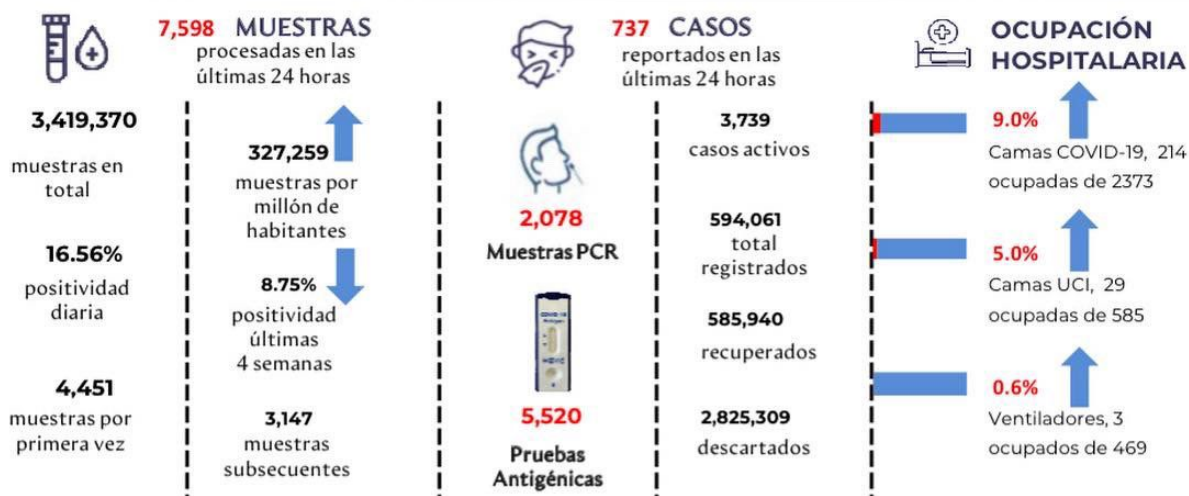 7,598 MUESTRAS
procesadas en las
últimas 24 horas
3,419,370
muestras en
total
16.56%
positividad
diaria
4,451
muestras por
primera vez
327,259
muestras por
millón de
habitantes
8.75%
positividad
últimas
4 semanas
3,147
muestras
subsecuentes
737 CASOS
reportados en las
últimas 24 horas
2,078
Muestras PCR
COVID-19
5,520
Pruebas
Antigénicas
3,739
casos activos
594,061
total
registrados
585,940
recuperados
2,825,309
descartados
OCUPACIÓN
HOSPITALARIA
9.0%
Camas COVID-19, 214
ocupadas de 2373
5.0%
Camas UCI, 29
ocupadas de 585
0.6%
Ventiladores, 3
ocupados de 469